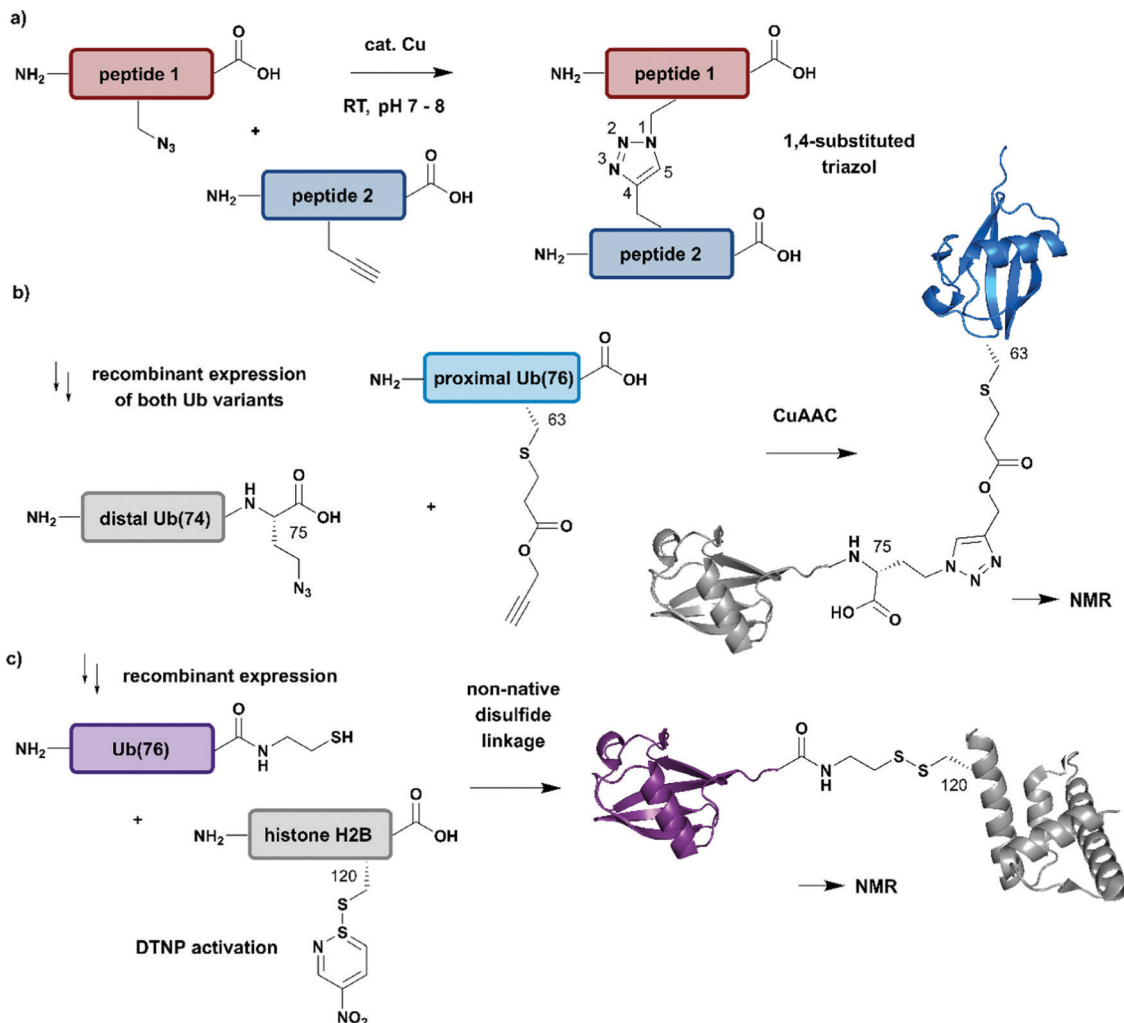 a)
NH2
peptide 1
O
OH
N3
+
cat. Cu
RT, pH 7 - 8
NH2
peptide 2
O
OH
NH2
peptide 1
O
OH
2
1
N
N
3
N
5
4
NH2
peptide 2
O
OH
1,4-substituted
triazol
b)
recombinant expression
of both Ub variants
NH2
distal Ub(74)
H
N
O
OH
75
N3
+
NH2
proximal Ub(76)
O
OH
63
S
O
O
CuAAC
63
S
O
O
H
N
75
HO
O
N
N
N
NMR
c)
recombinant expression
NH2
Ub(76)
O
N
H
SH
+
NH2
histone H2B
O
OH
120
S
S
N
NO2
DTNP activation
non-native
disulfide
linkage
O
N
H
S
S
120
NMR